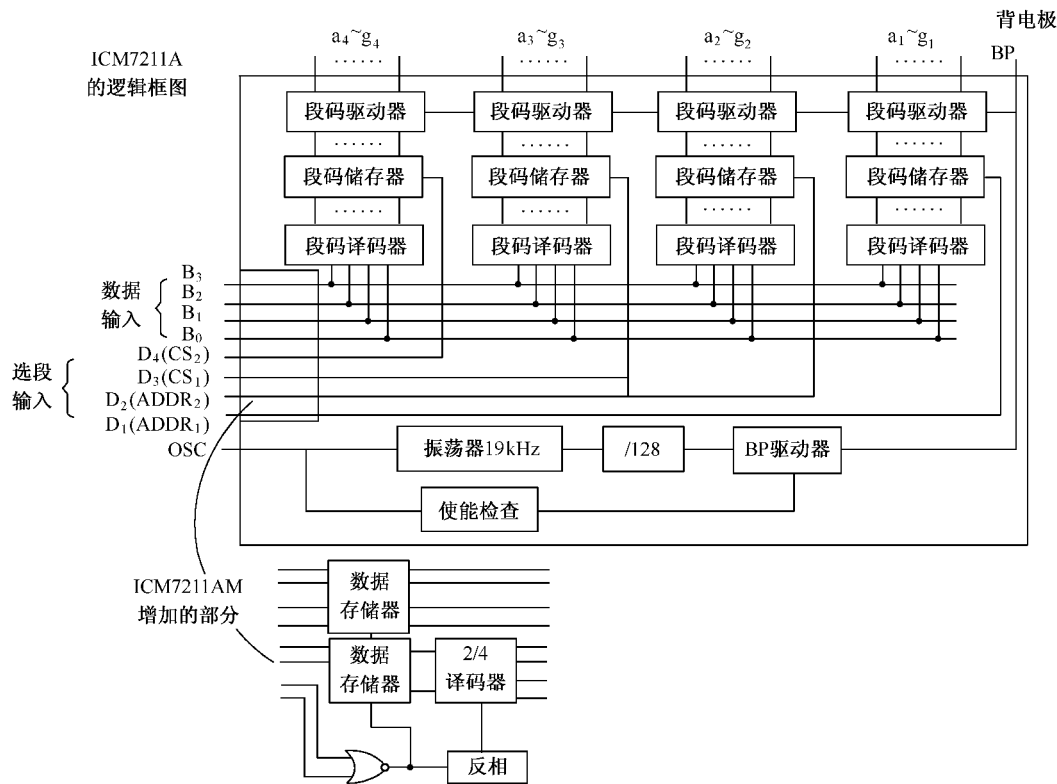 背电极
a₄~g₄ a₃~g₃ a₂~g₂ a₁~g₁
BP
ICM7211A
的逻辑框图
…… …… …… ……
段码驱动器 段码驱动器 段码驱动器 段码驱动器
…… …… …… ……
段码储存器 段码储存器 段码储存器 段码储存器
…… …… …… ……
段码译码器 段码译码器 段码译码器 段码译码器
数据
输入
B₃
B₂
B₁
B₀
选段
输入
D₄(CS₂)
D₃(CS₁)
D₂(ADDR₂)
D₁(ADDR₁)
OSC
振荡器19kHz /128 BP驱动器
使能检查
ICM7211AM
增加的部分
数据
存储器
数据
存储器
2/4
译码器
反相